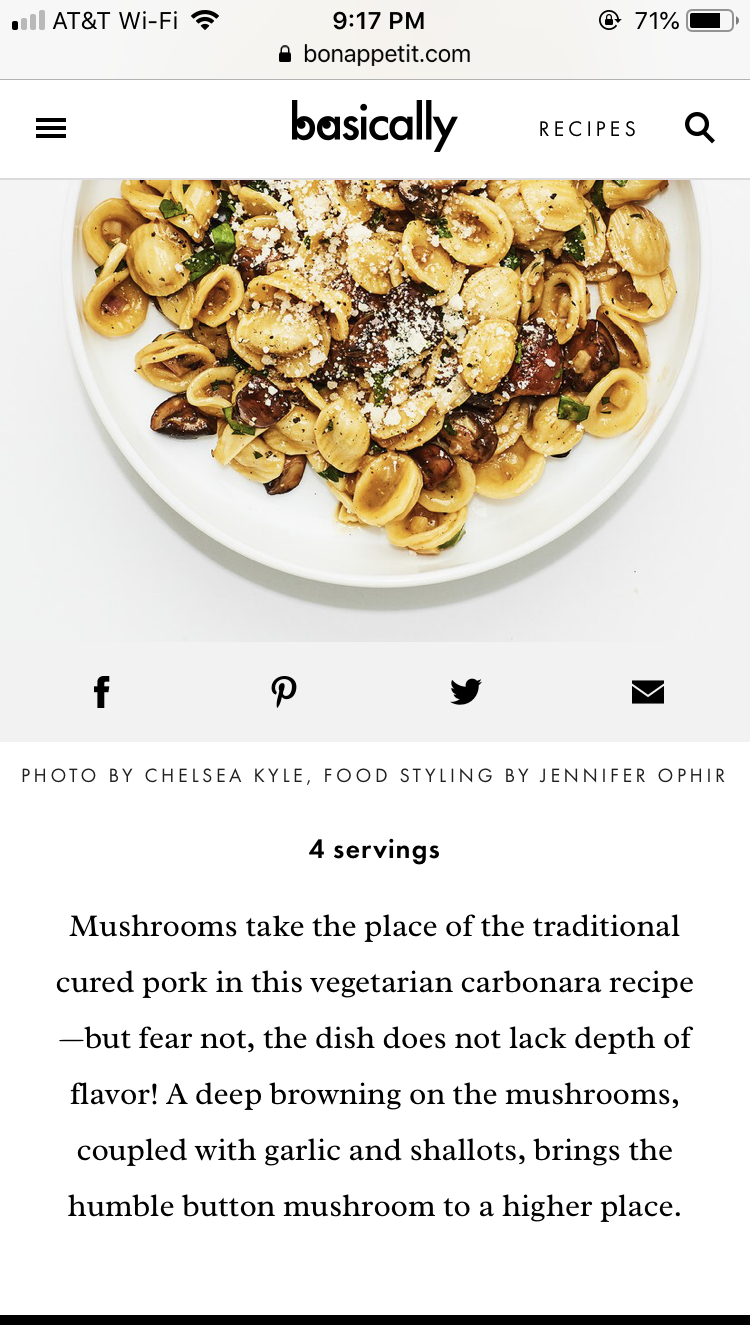 AT&T Wi-Fi 9:17 PM 71%
bonappetit.com
basically RECIPES
PHOTO BY CHELSEA KYLE, FOOD STYLING BY JENNIFER OPHIR
4 servings
Mushrooms take the place of the traditional
cured pork in this vegetarian carbonara recipe
—but fear not, the dish does not lack depth of
flavor! A deep browning on the mushrooms,
coupled with garlic and shallots, brings the
humble button mushroom to a higher place.